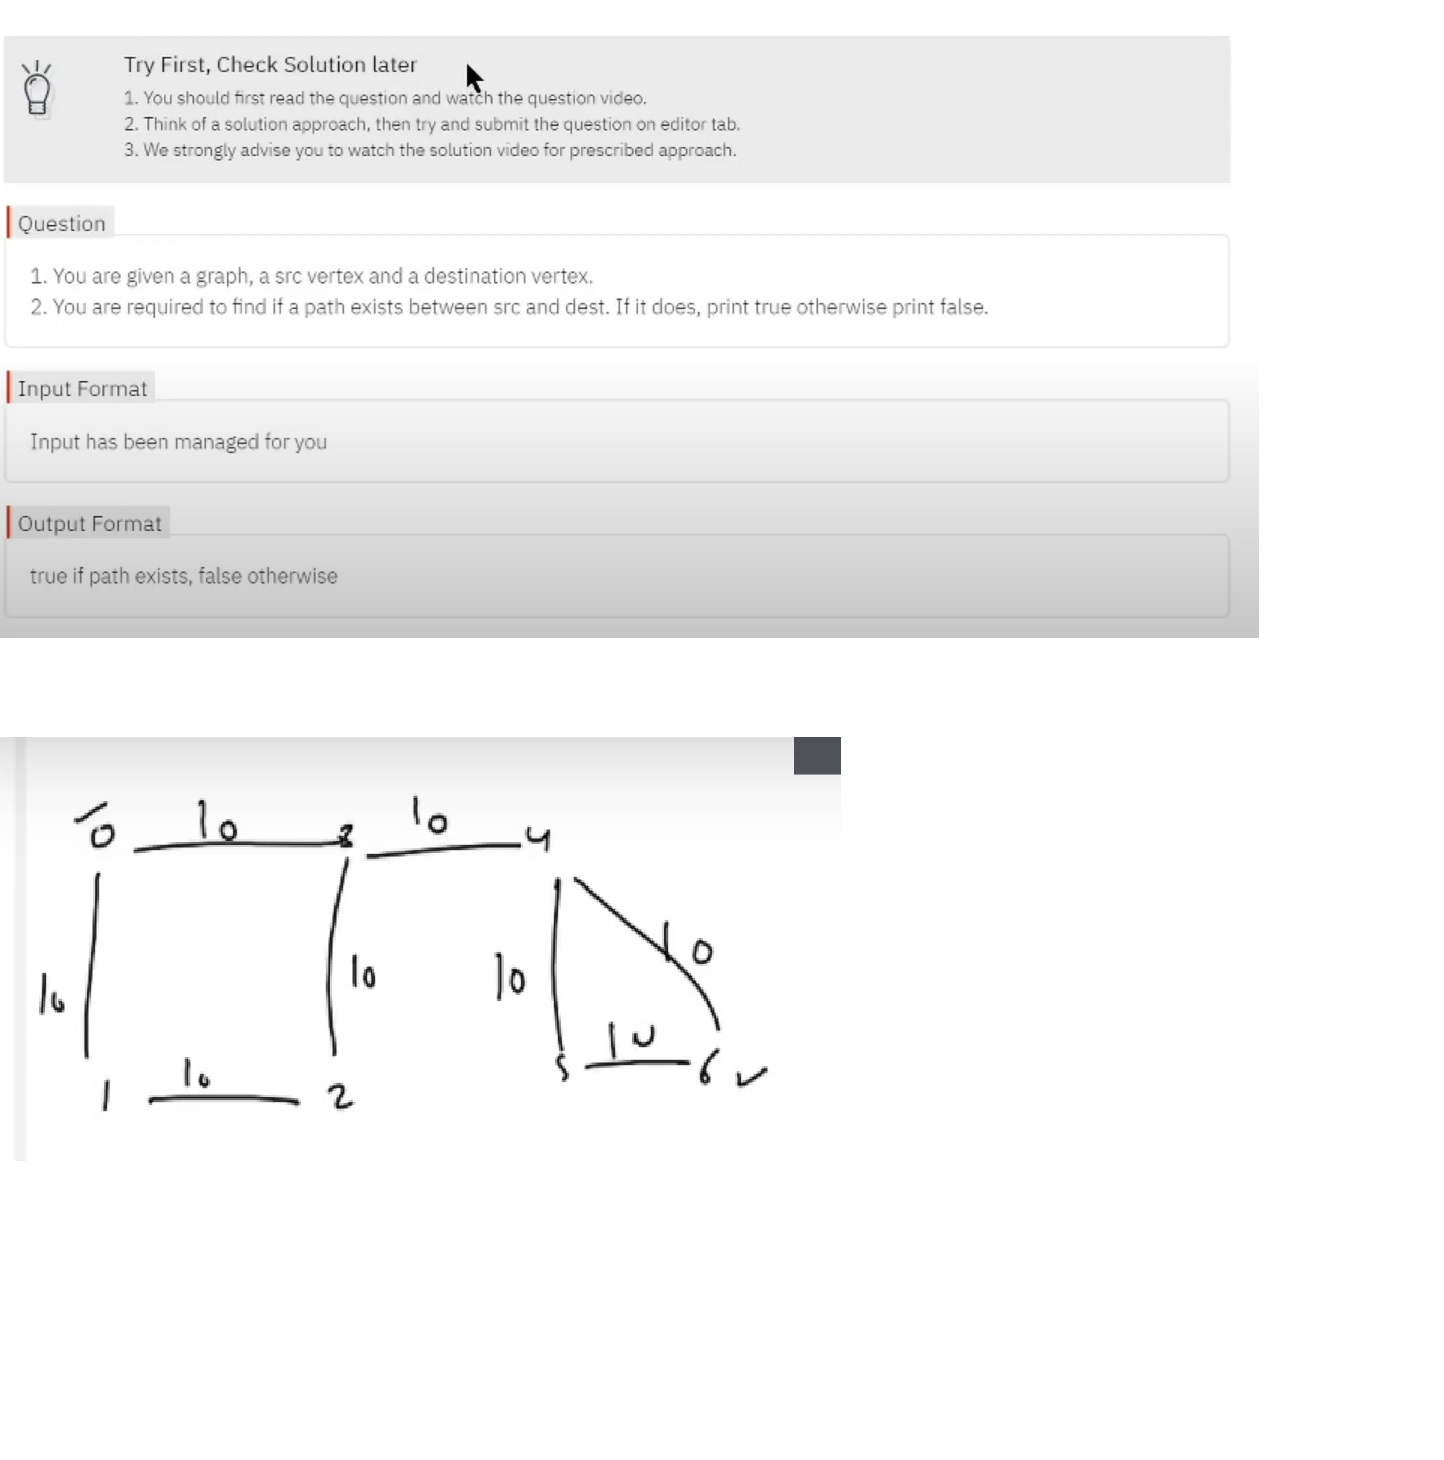 Try First, Check Solution later
1. You should first read the question and watch the question video.
2. Think of a solution approach, then try and submit the question on editor tab.
3. We strongly advise you to watch the solution video for prescribed approach.
Question
1. You are given a graph, a src vertex and a destination vertex.
2. You are required to find if a path exists between src and dest. If it does, print true otherwise print false.
Input Format
Input has been managed for you
Output Format
true if path exists, false otherwise
0 10 3 10 4
10 10 10 10
1 10 2 5 10 6